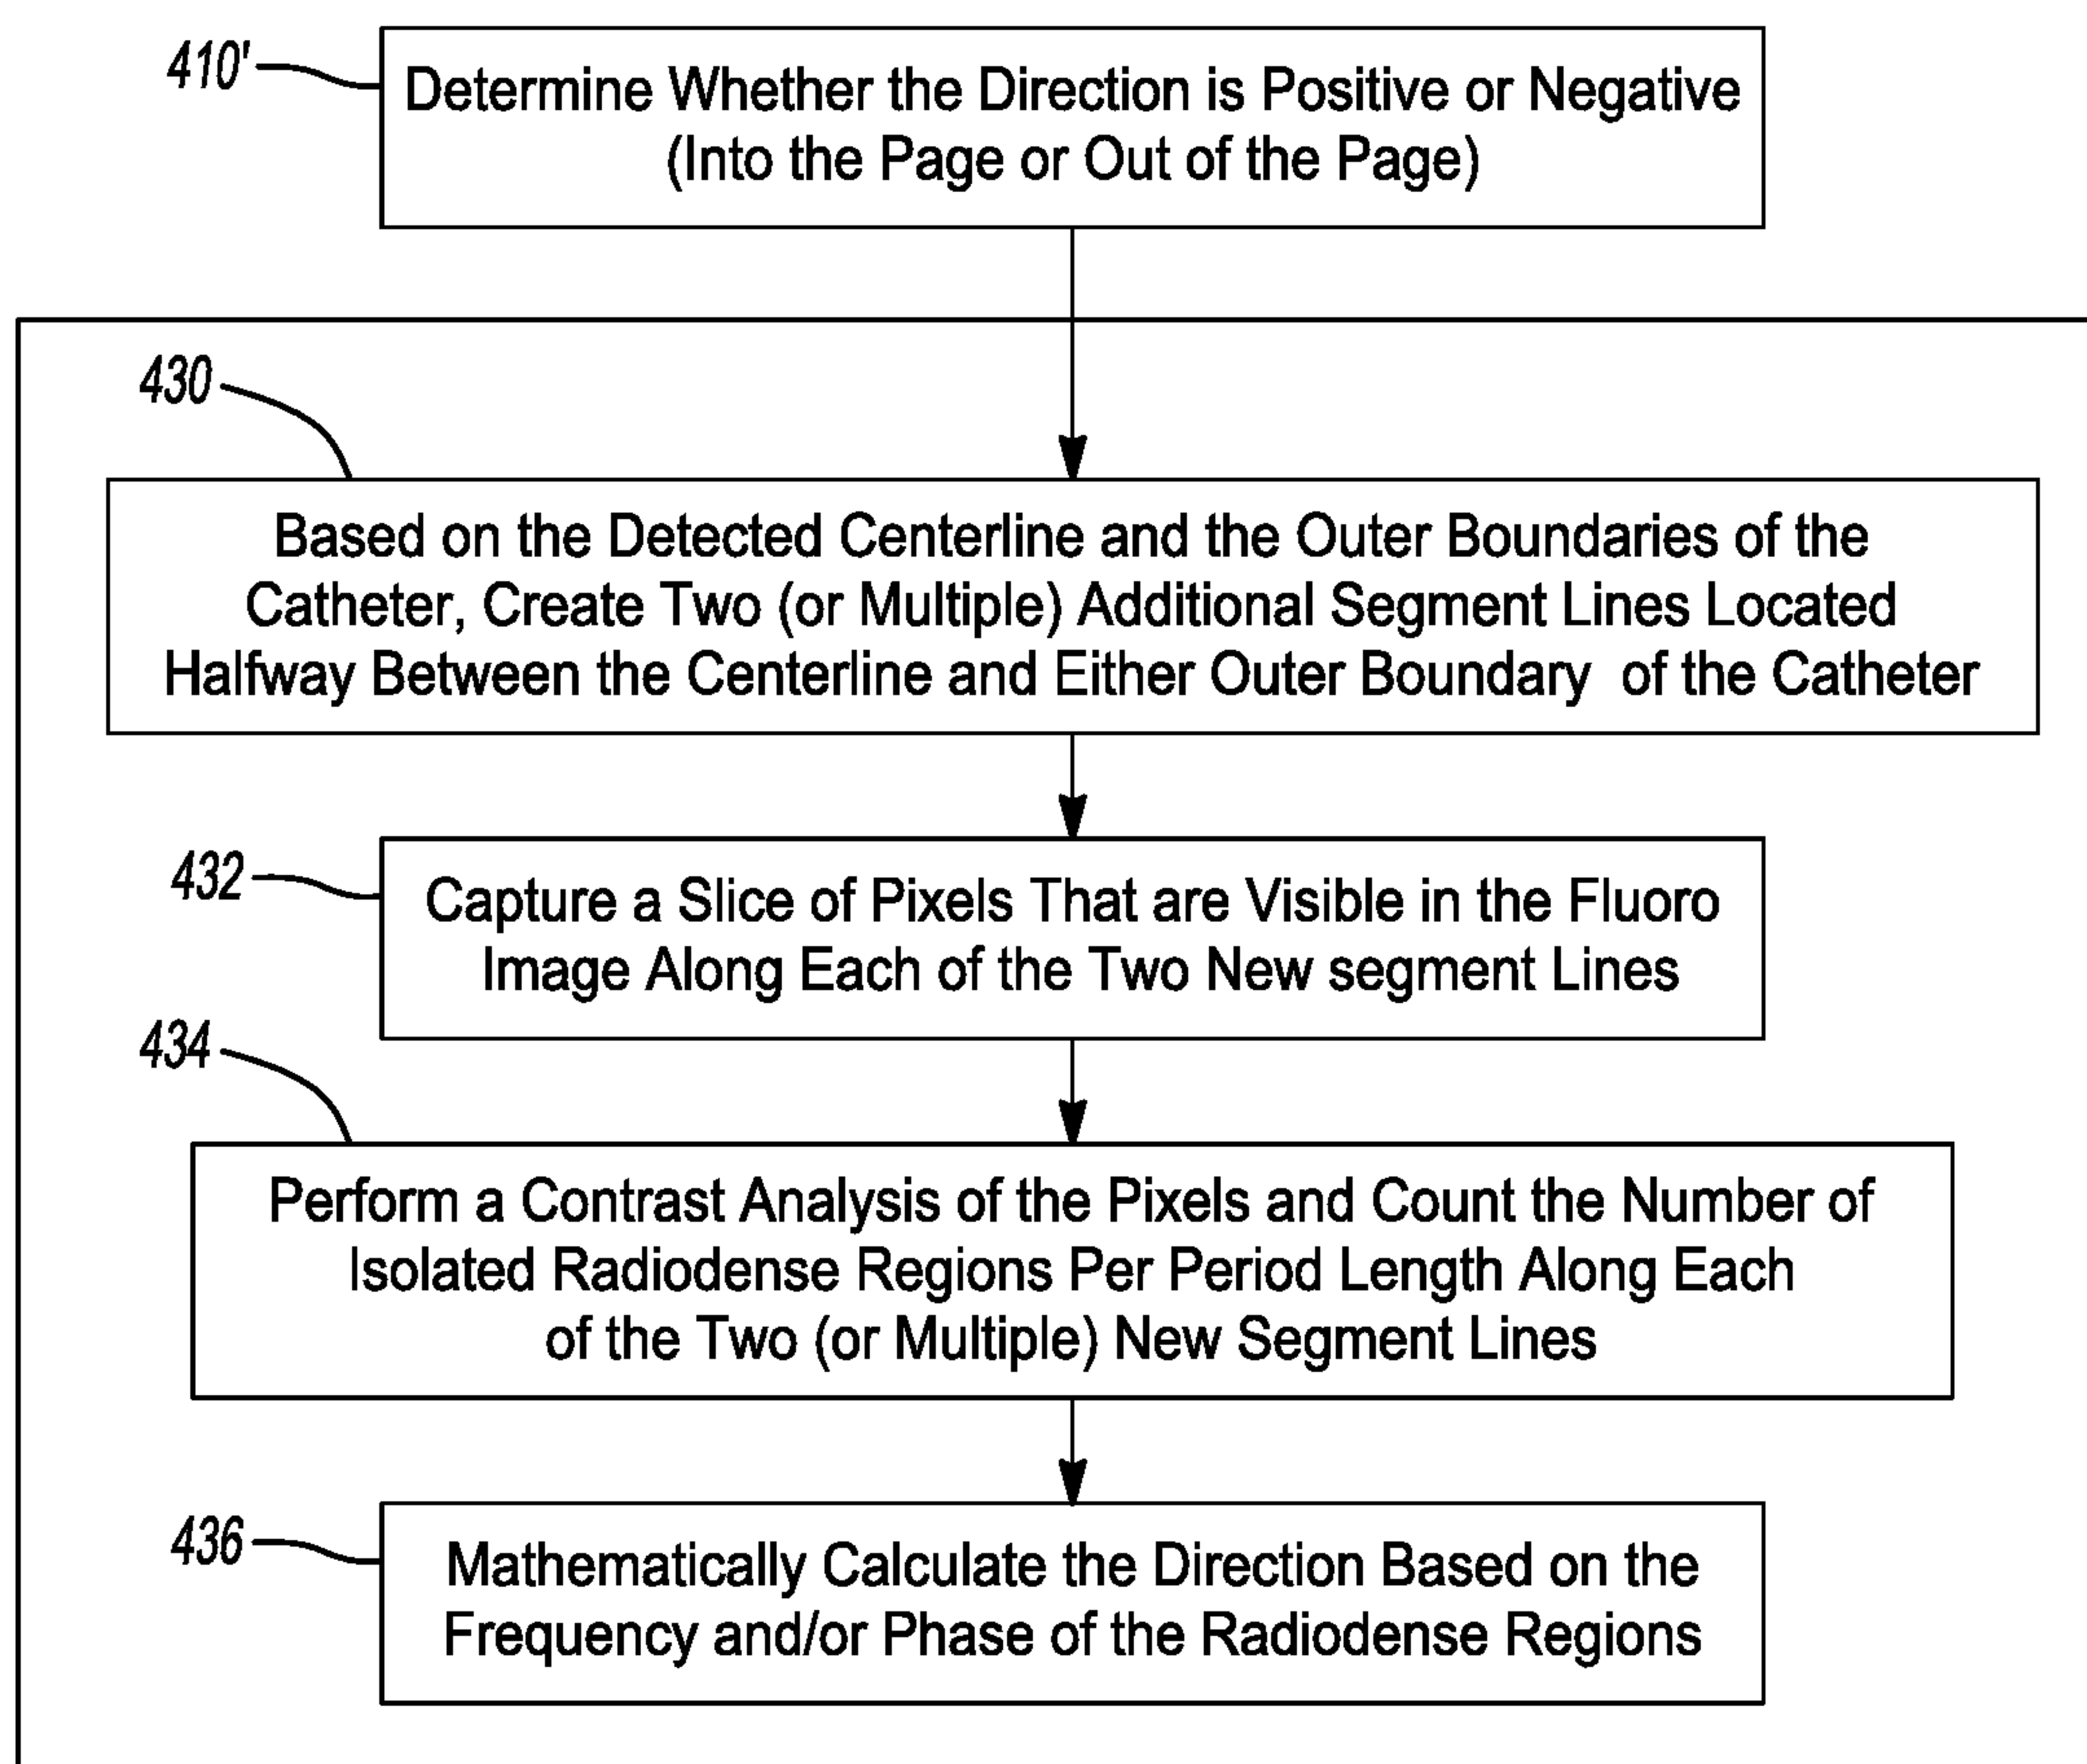 410'
Determine Whether the Direction is Positive or Negative
(Into the Page or Out of the Page)
430
Based on the Detected Centerline and the Outer Boundaries of the
Catheter, Create Two (or Multiple) Additional Segment Lines Located
Halfway Between the Centerline and Either Outer Boundary of the Catheter
432
Capture a Slice of Pixels That are Visible in the Fluoro
Image Along Each of the Two New segment Lines
434
Perform a Contrast Analysis of the Pixels and Count the Number of
Isolated Radiodense Regions Per Period Length Along Each
of the Two (or Multiple) New Segment Lines
436
Mathematically Calculate the Direction Based on the
Frequency and/or Phase of the Radiodense Regions